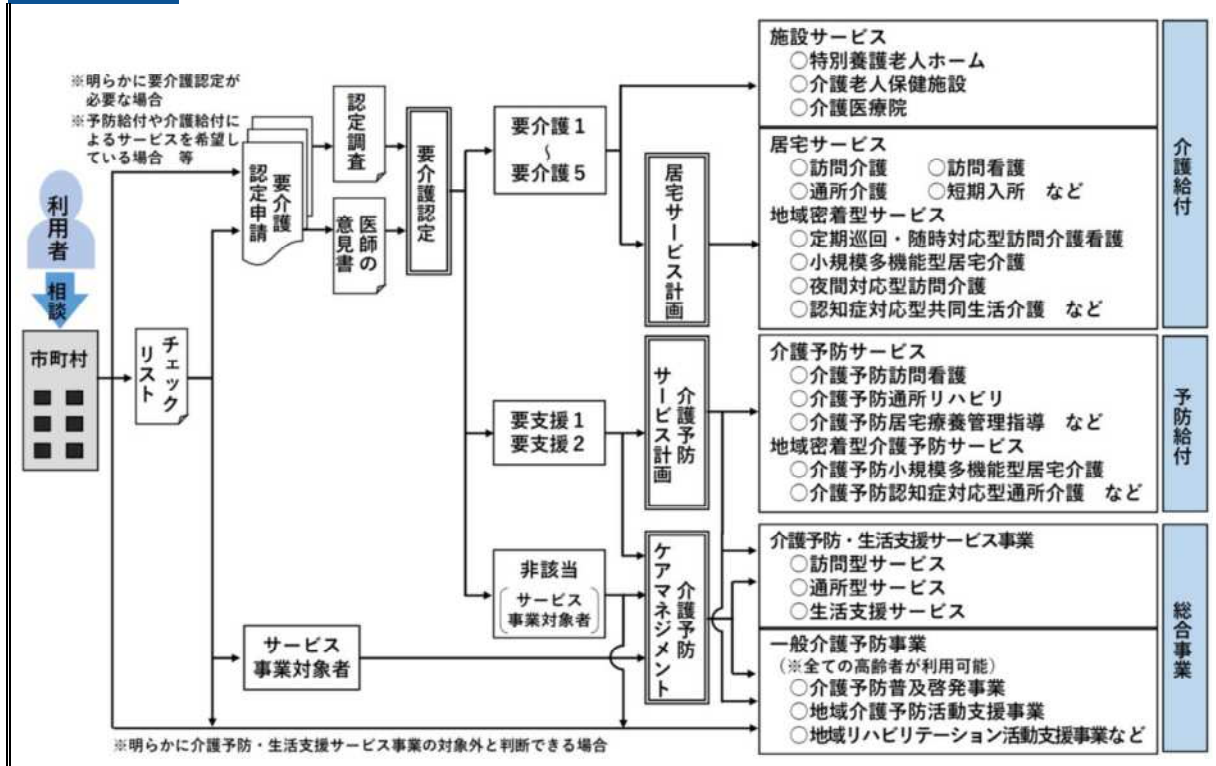 ※明らかに要介護認定が
必要な場合
※予防給付や介護給付に
よるサービスを希望し
ている場合 等
利用者
相談
市町村
チェック
リスト
要介護
認定申請
認定調査
医師の
意見書
要介護認定
要介護1
~
要介護5
要支援1
要支援2
非該当
サービス
事業対象者
サービス
事業対象者
居宅サービス計画
介護予防
サービス計画
介護予防
ケアマネジメント
施設サービス
○特別養護老人ホーム
○介護老人保健施設
○介護医療院
居宅サービス
○訪問介護 ○訪問看護
○通所介護 ○短期入所 など
地域密着型サービス
○定期巡回・随時対応型訪問介護看護
○小規模多機能型居宅介護
○夜間対応型訪問介護
○認知症対応型共同生活介護 など
介護給付
介護予防サービス
○介護予防訪問看護
○介護予防通所リハビリ
○介護予防居宅療養管理指導 など
地域密着型介護予防サービス
○介護予防小規模多機能型居宅介護
○介護予防認知症対応型通所介護 など
予防給付
介護予防・生活支援サービス事業
○訪問型サービス
○通所型サービス
○生活支援サービス
一般介護予防事業
(※全ての高齢者が利用可能)
○介護予防普及啓発事業
○地域介護予防活動支援事業
○地域リハビリテーション活動支援事業など
総合事業
※明らかに介護予防・生活支援サービス事業の対象外と判断できる場合